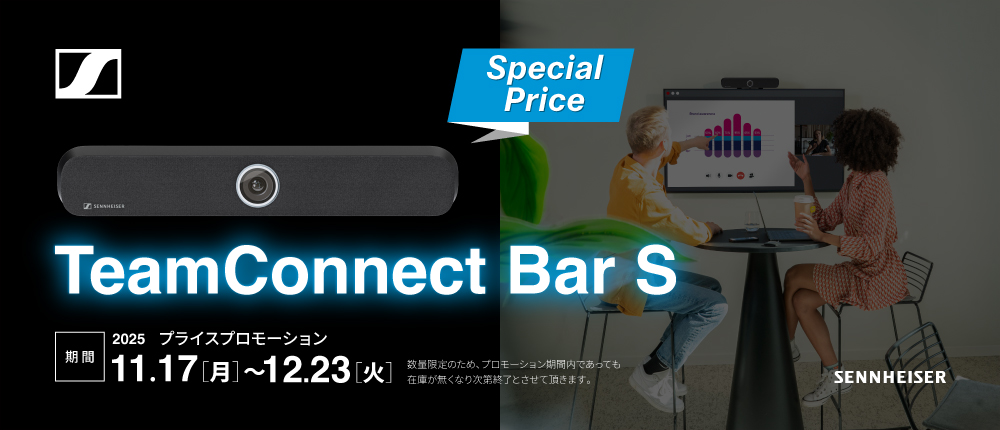 Special
Price
SENNHEISER
TeamConnect Bar S
期間
2025 プライスプロモーション
11.17[月]〜12.23[火]
数量限定のため、プロモーション期間内であっても
在庫が無くなり次第終了とさせて頂きます。
SENNHEISER